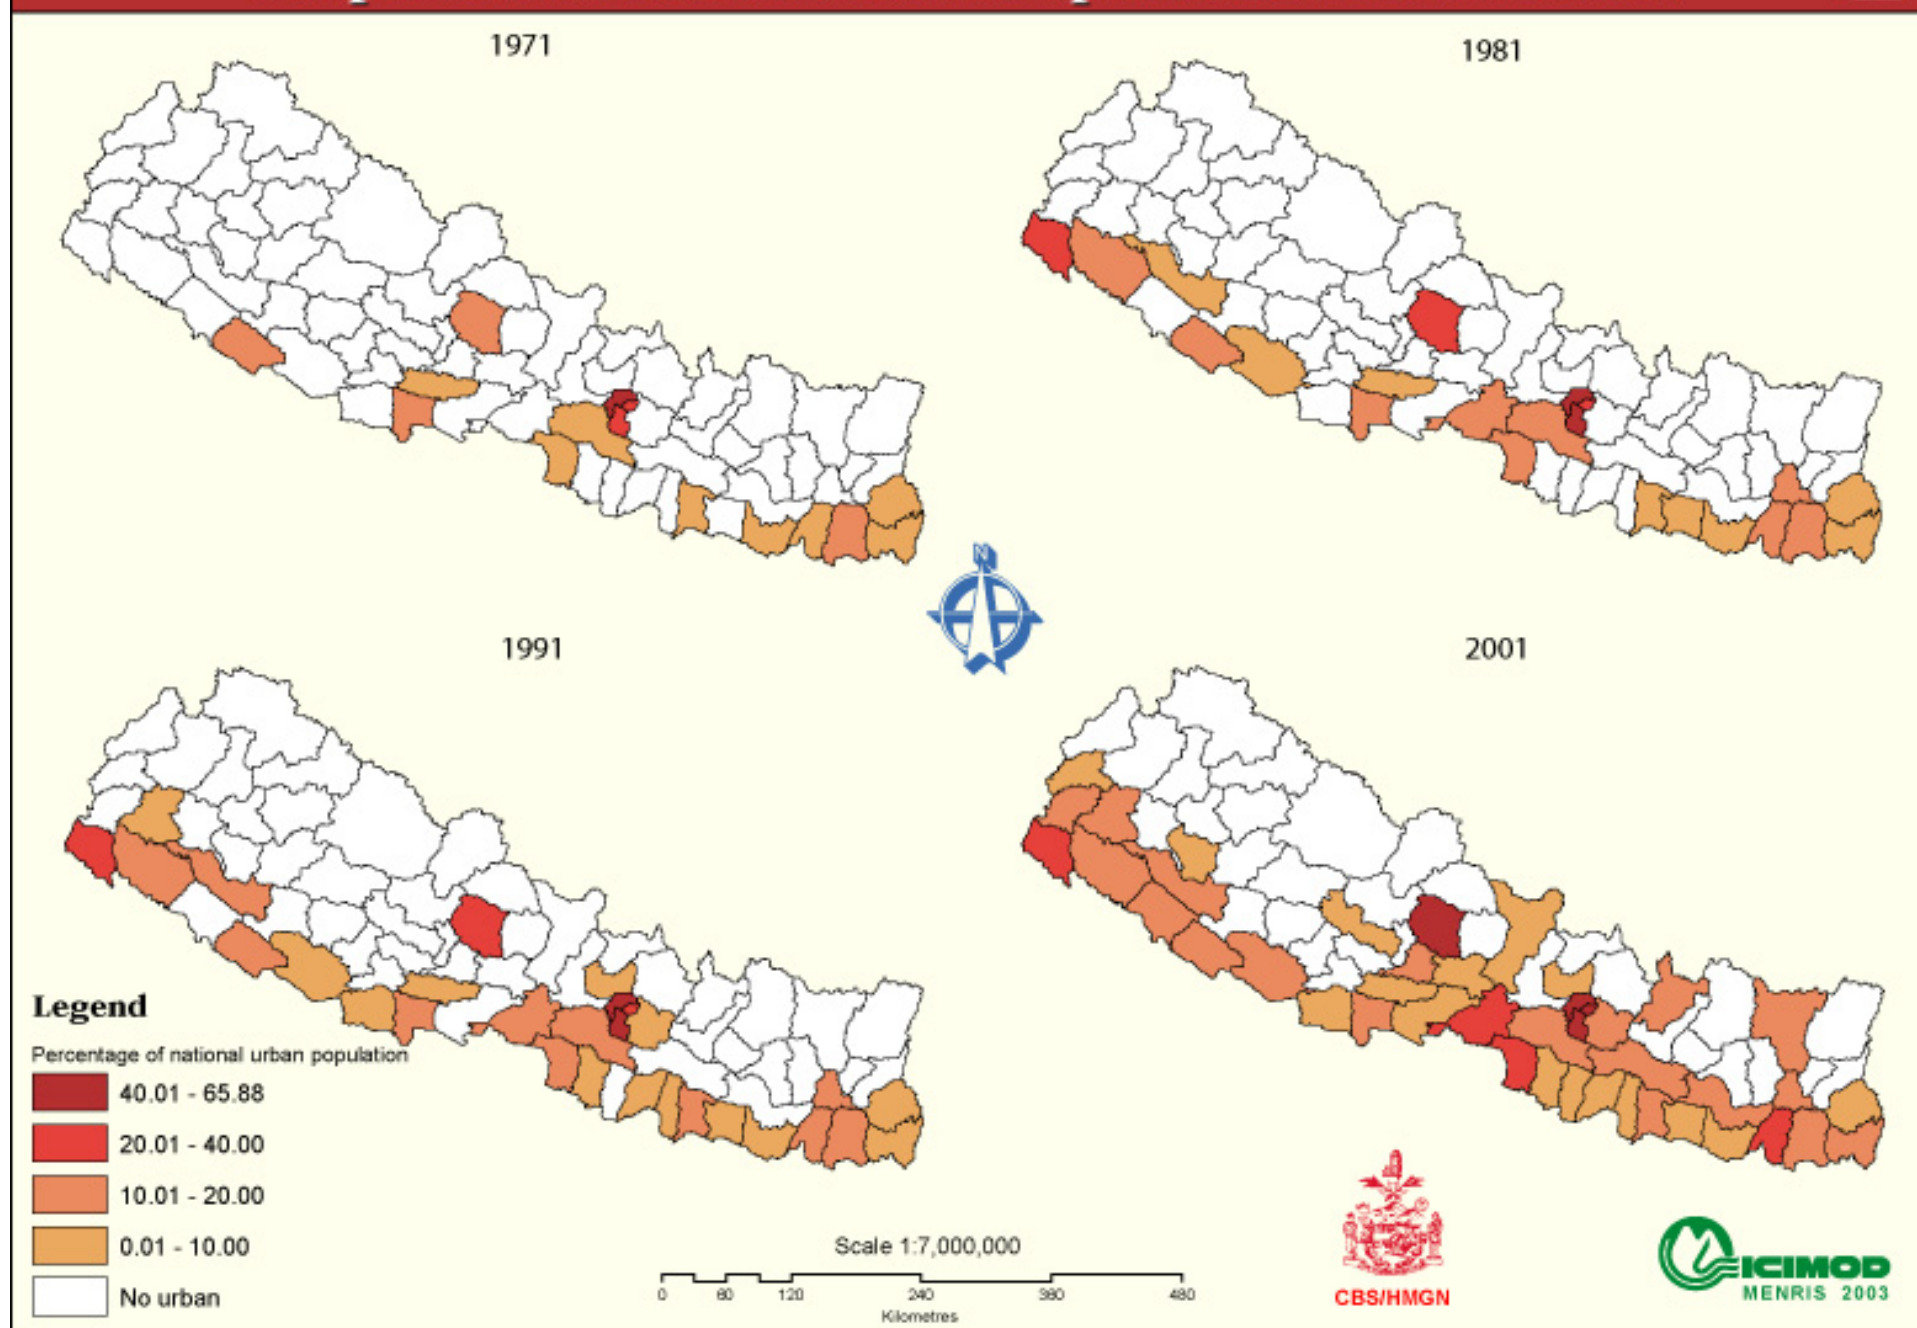 1971
1981
N
1991
2001
Legend
Percentage of national urban population
40.01 - 65.88
20.01 - 40.00
10.01 - 20.00
0.01 - 10.00
No urban
Scale 1:7,000,000
0 60 120 240 360 480
Kilometres
CBS/HMGN
ICIMOD
MENRIS 2003